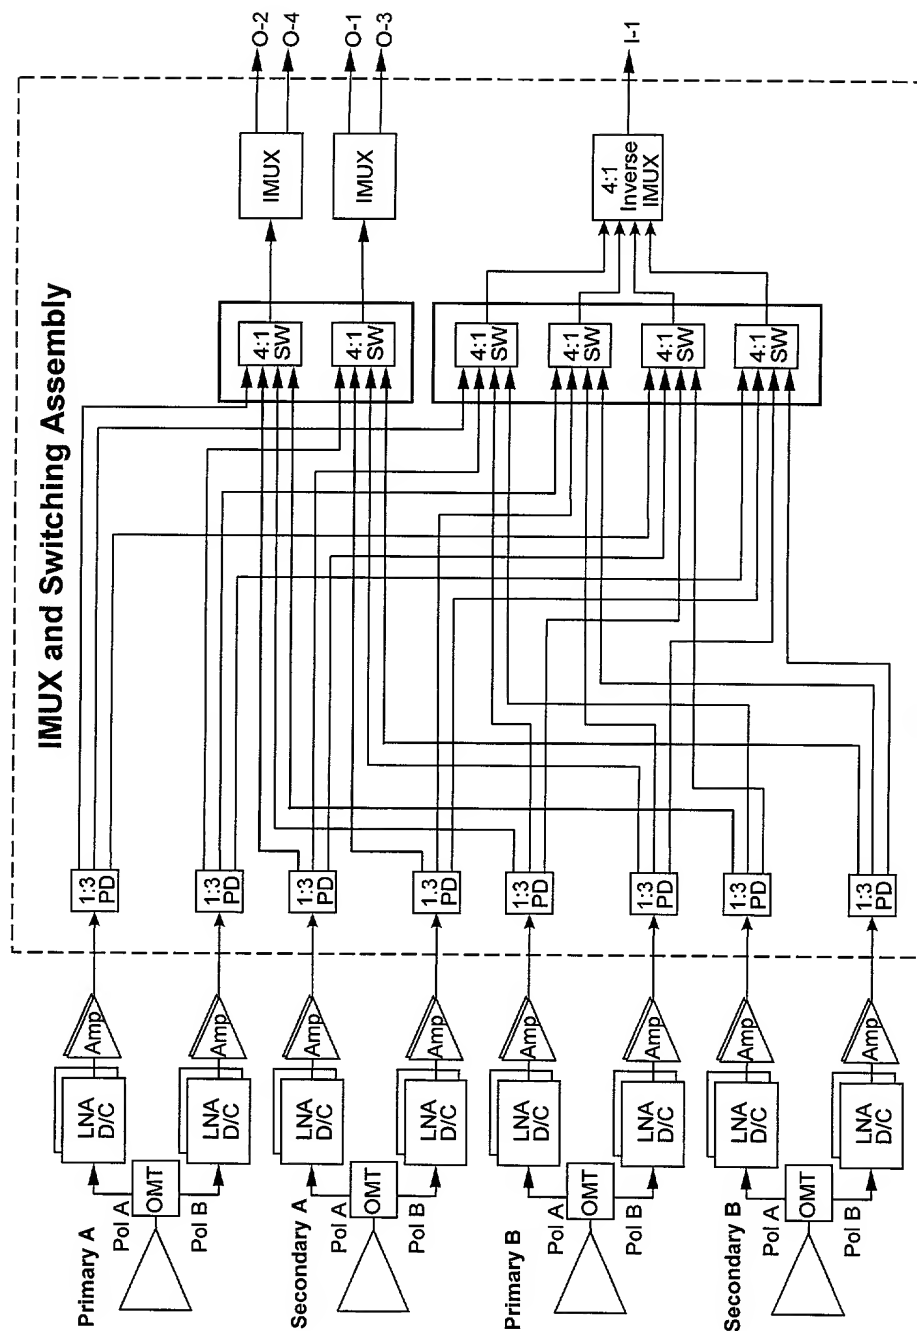 IMUX and Switching Assembly
Primary A
Pol A
OMT
Pol B
LNA
D/C
LNA
D/C
Amp
Amp
1:3
PD
1:3
PD
Secondary A
Pol A
OMT
Pol B
LNA
D/C
LNA
D/C
Amp
Amp
1:3
PD
1.3
PD
Primary B
Pol A
OMT
Pol B
LNA
D/C
LNA
D/C
Amp
Amp
1:3
PD
1:3
PD
Secondary B
Pol A
OMT
Pol B
LNA
D/C
LNA
D/C
Amp
Amp
1:3
PD
1:3
PD
4:1
SW
4:1
SW
4:1
SW
4:1
SW
4:1
SW
4:1
SW
IMUX
IMUX
4:1
Inverse
IMUX
O-2
O-4
O-1
O-3
I-1